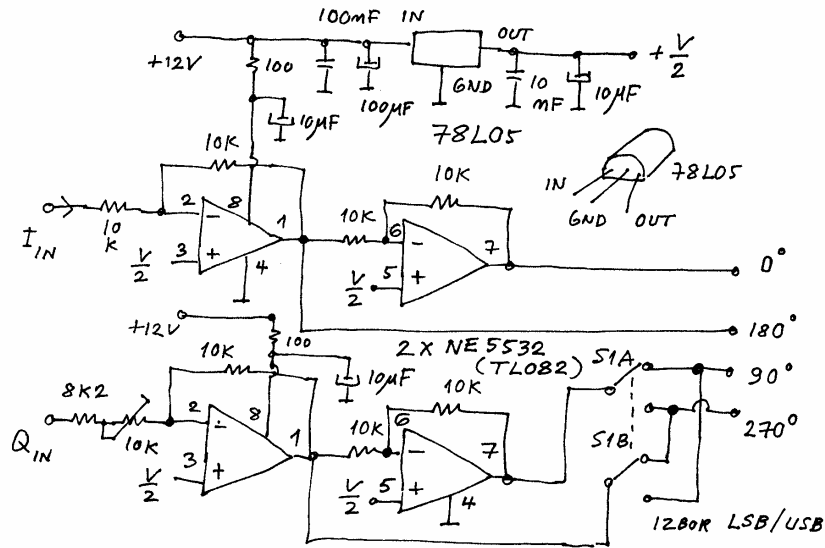 100mF IN
OUT
+12V
100
100µF
GND
10
mF
10µF
+ V/2
10µF
78L05
10K
10K
78L05
IN
GND
OUT
2
8
1
10K
6
7
I IN
10
K
V/2
3
4
V/2
5
0°
+12V
180°
100
2 X NE5532
(TL082)
S1A
10K
10µF
10K
90°
8K2
10K
2
8
1
10K
6
7
270°
Q IN
S1B
3
V/2
V/2
5
4
12BOR LSB/USB